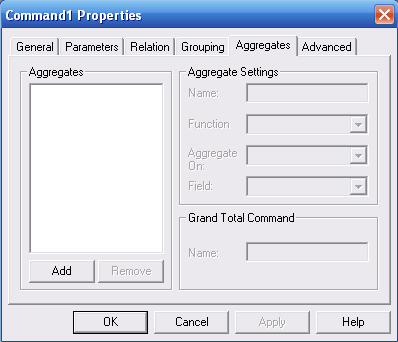 Command1 Properties
General Parameters Relation Grouping Aggregates Advanced
Aggregates
Add Remove
Aggregate Settings
Name:
Function
Aggregate
On:
Field:
Grand Total Command
Name:
OK Cancel Apply Help